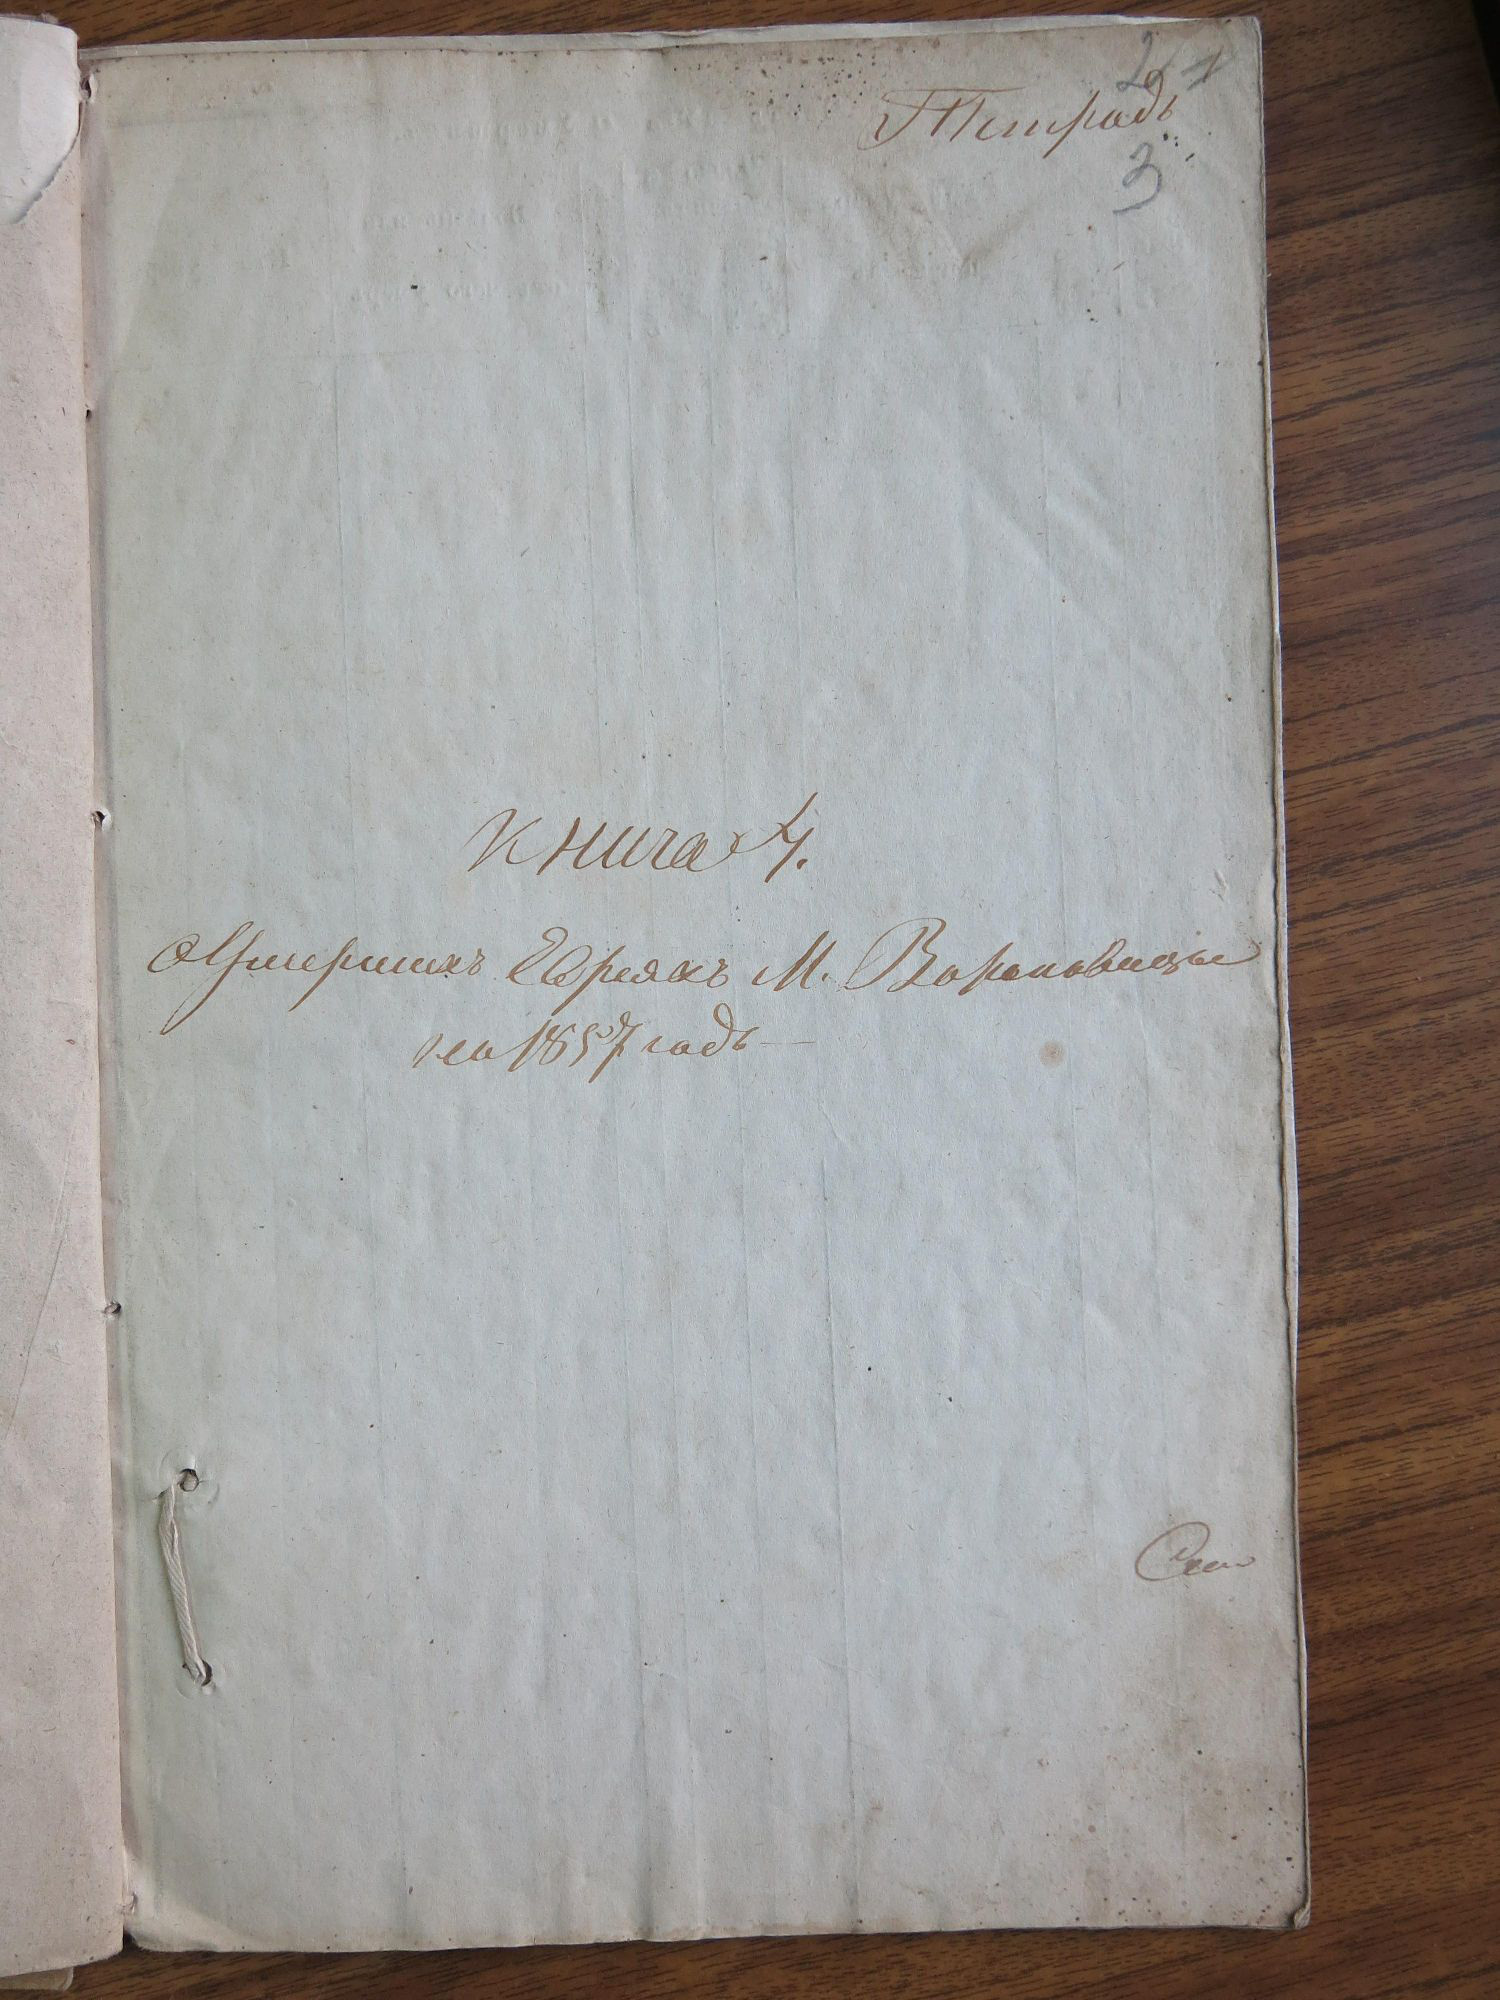 Тетрадь
3
Книга 4.
о Умершихъ Евреяхъ М. Вороновицы
на 1857 годъ